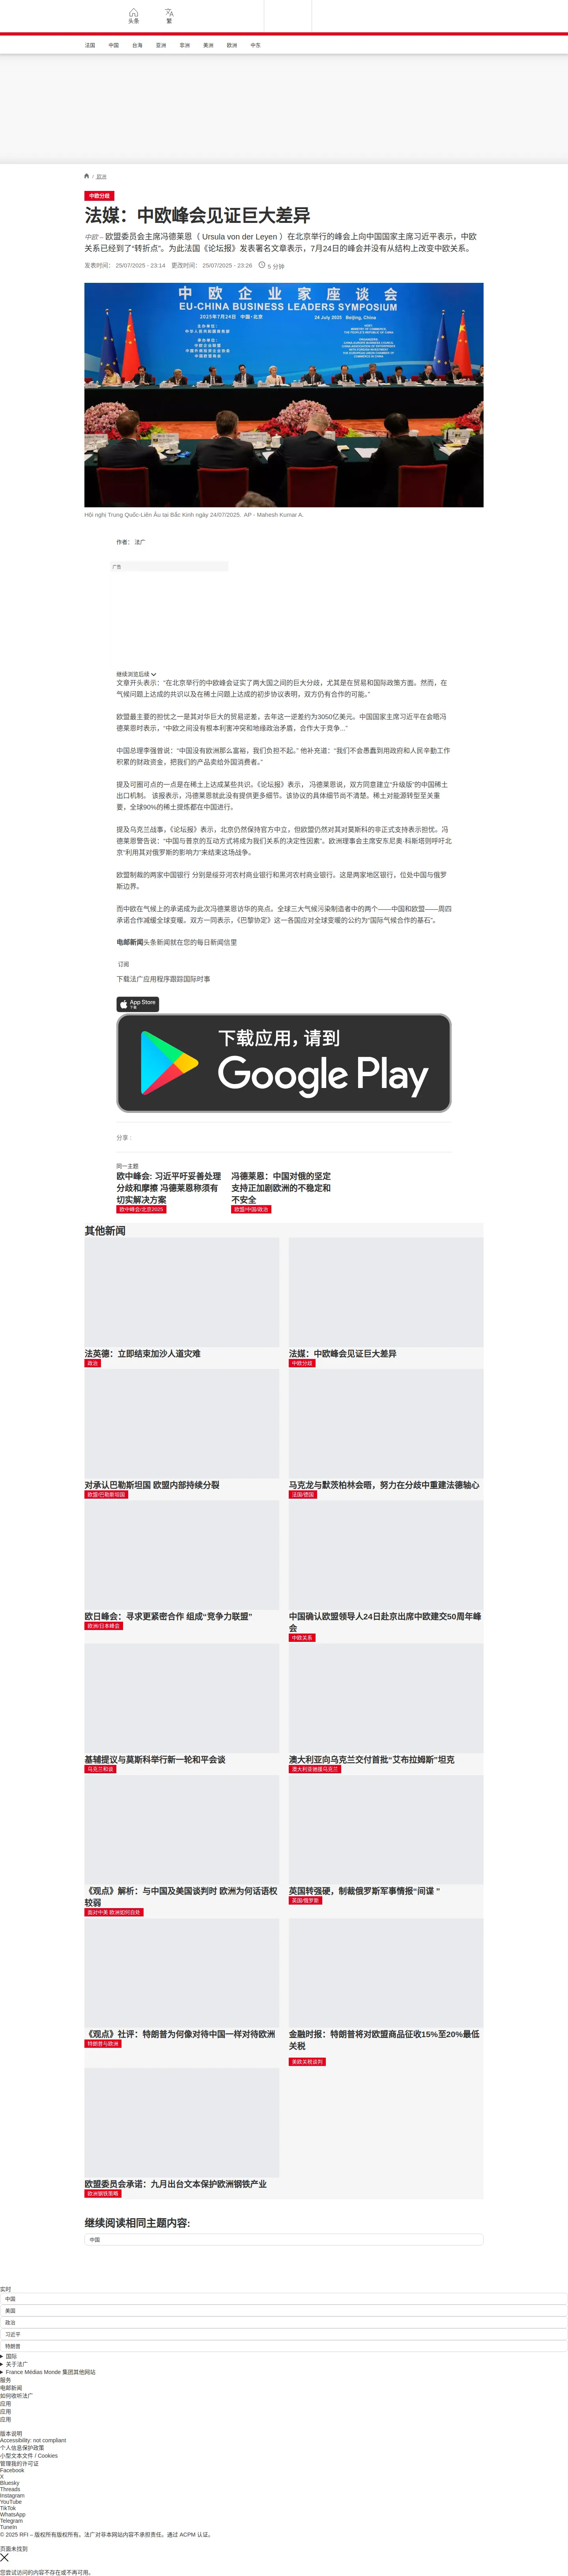 头条
繁
法国 中国 台海 亚洲 非洲 美洲 欧洲 中东
/ 欧洲
中欧分歧
法媒：中欧峰会见证巨大差异
中欧 – 欧盟委员会主席冯德莱恩（ Ursula von der Leyen ）在北京举行的峰会上向中国国家主席习近平表示，中欧
关系已经到了“转折点”。为此法国《论坛报》发表署名文章表示，7月24日的峰会并没有从结构上改变中欧关系。
发表时间： 25/07/2025 - 23:14 更改时间： 25/07/2025 - 23:26 5 分钟
中 欧 企 业 家 座 谈 会
EU-CHINA BUSINESS LEADERS SYMPOSIUM
2025年7月24日 中国·北京
24 July 2025 Beijing, China
Hội nghị Trung Quốc-Liên Âu tại Bắc Kinh ngày 24/07/2025. AP - Mahesh Kumar A.
作者： 法广
广告
继续浏览后续
文章开头表示：“在北京举行的中欧峰会证实了两大国之间的巨大分歧，尤其是在贸易和国际政策方面。然而，在
气候问题上达成的共识以及在稀土问题上达成的初步协议表明，双方仍有合作的可能。”
欧盟最主要的担忧之一是其对华巨大的贸易逆差，去年这一逆差约为3050亿美元。中国国家主席习近平在会晤冯
德莱恩时表示，“中欧之间没有根本利害冲突和地缘政治矛盾，合作大于竞争...”
中国总理李强曾说：“中国没有欧洲那么富裕，我们负担不起。” 他补充道：“我们不会愚蠢到用政府和人民辛勤工作
积累的财政资金，把我们的产品卖给外国消费者。”
提及可圈可点的一点是在稀土上达成某些共识。《论坛报》表示， 冯德莱恩说，双方同意建立“升级版”的中国稀土
出口机制。 该报表示，冯德莱恩就此没有提供更多细节。该协议的具体细节尚不清楚。稀土对能源转型至关重
要，全球90%的稀土提炼都在中国进行。
提及乌克兰战事，《论坛报》表示，北京仍然保持官方中立，但欧盟仍然对其对莫斯科的非正式支持表示担忧。冯
德莱恩警告说：“中国与普京的互动方式将成为我们关系的决定性因素”。欧洲理事会主席安东尼奥·科斯塔则呼吁北
京“利用其对俄罗斯的影响力”来结束这场战争。
欧盟制裁的两家中国银行 分别是绥芬河农村商业银行和黑河农村商业银行。这是两家地区银行，位处中国与俄罗
斯边界。
而中欧在气候上的承诺成为此次冯德莱恩访华的亮点。全球三大气候污染制造者中的两个——中国和欧盟——周四
承诺合作减缓全球变暖。双方一同表示，《巴黎协定》这一各国应对全球变暖的公约为“国际气候合作的基石”。
电邮新闻头条新闻就在您的每日新闻信里
订阅
下载法广应用程序跟踪国际时事
App Store
下载
下载应用，请到
Google Play
分享 :
同一主题
欧中峰会: 习近平吁妥善处理
分歧和摩擦 冯德莱恩称须有
切实解决方案
欧中峰会/北京2025
冯德莱恩：中国对俄的坚定
支持正加剧欧洲的不稳定和
不安全
欧盟/中国/政治
其他新闻
法英德：立即结束加沙人道灾难
政治
法媒：中欧峰会见证巨大差异
中欧分歧
对承认巴勒斯坦国 欧盟内部持续分裂
欧盟/巴勒斯坦国
马克龙与默茨柏林会晤，努力在分歧中重建法德轴心
法国/德国
欧日峰会：寻求更紧密合作 组成“竞争力联盟”
欧洲/日本峰会
中国确认欧盟领导人24日赴京出席中欧建交50周年峰
会
中欧关系
基辅提议与莫斯科举行新一轮和平会谈
乌克兰和谈
澳大利亚向乌克兰交付首批“艾布拉姆斯”坦克
澳大利亚驰援乌克兰
《观点》解析：与中国及美国谈判时 欧洲为何话语权
较弱
面对中美 欧洲如何自处
英国转强硬，制裁俄罗斯军事情报“间谍 ”
英国/俄罗斯
《观点》社评：特朗普为何像对待中国一样对待欧洲
特朗普与欧洲
金融时报：特朗普将对欧盟商品征收15%至20%最低
关税
美欧关税谈判
欧盟委员会承诺：九月出台文本保护欧洲钢铁产业
欧洲钢铁策略
继续阅读相同主题内容:
中国
实时
中国
美国
政治
习近平
特朗普
国际
关于法广
France Médias Monde 集团其他网站
服务
电邮新闻
如何收听法广
应用
应用
应用
版本说明
Accessibility: not compliant
个人信息保护政策
小型文本文件 / Cookies
管理我的许可证
Facebook
X
Bluesky
Threads
Instagram
YouTube
TikTok
WhatsApp
Telegram
TuneIn
© 2025 RFI – 版权所有版权所有。法广对非本网站内容不承担责任。通过 ACPM 认证。
页面未找到
您尝试访问的内容不存在或不再可用。